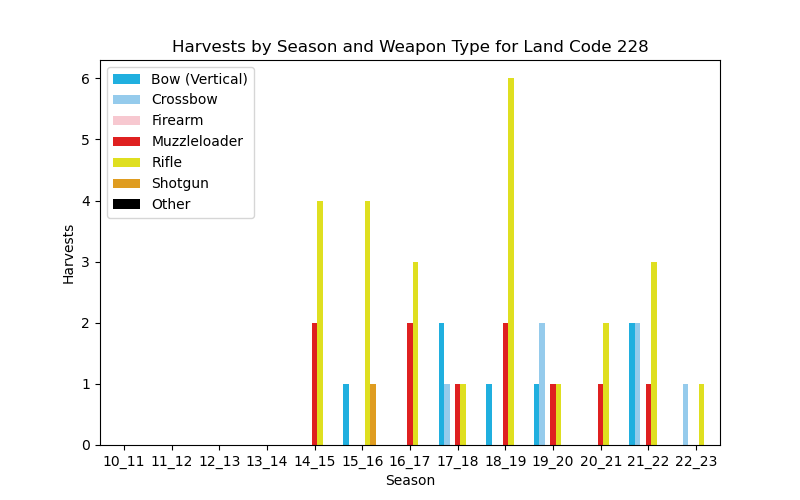 Harvests by Season and Weapon Type for Land Code 228
Bow (Vertical)
Crossbow
Firearm
Muzzleloader
Rifle
Shotgun
Other
6
5
4
3
2
1
0
Harvests
10_11 11_12 12_13 13_14 14_15 15_16 16_17 17_18 18_19 19_20 20_21 21_22 22_23
Season